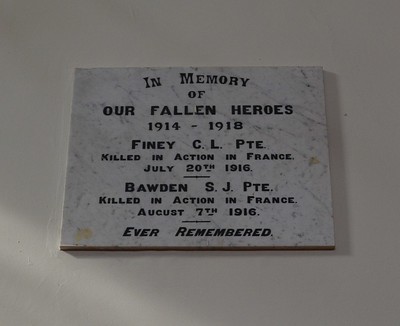 In Memory
of
Our Fallen Heroes
1914 - 1918
Finey C. L. Pte.
Killed in Action in France.
July 20th 1916.
Bawden S. J. Pte.
Killed in Action in France.
August 7th 1916.
Ever Remembered.